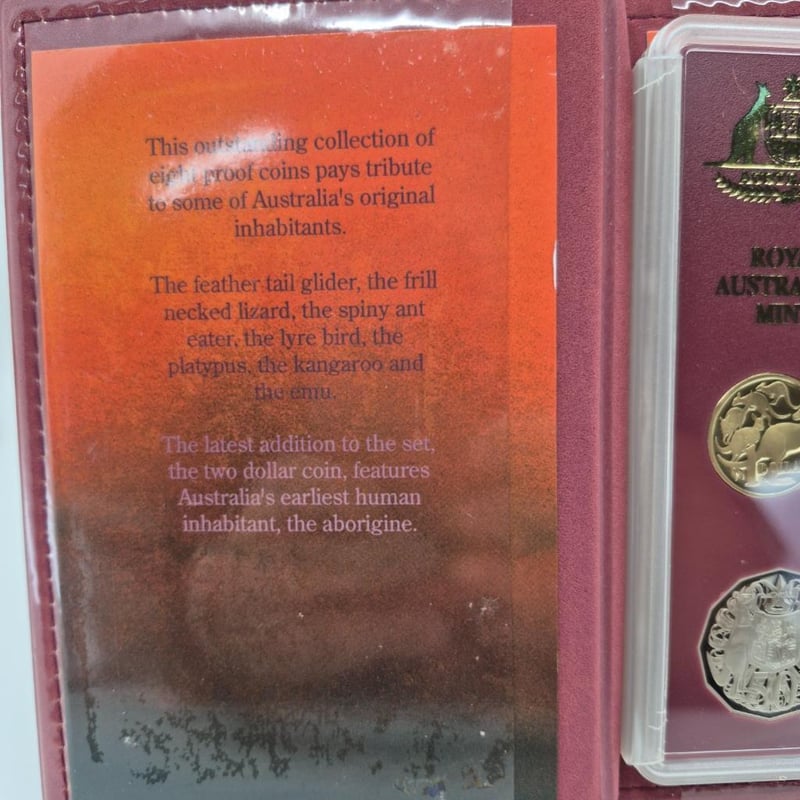 This outstanding collection of
eight proof coins pays tribute
to some of Australia's original
inhabitants.
The feather tail glider, the frill
necked lizard, the spiny ant
eater, the lyre bird, the
platypus, the kangaroo and
the emu.
The latest addition to the set,
the two dollar coin, features
Australia's earliest human
inhabitant, the aborigine.
ROYA
AUSTRA
MIN
50